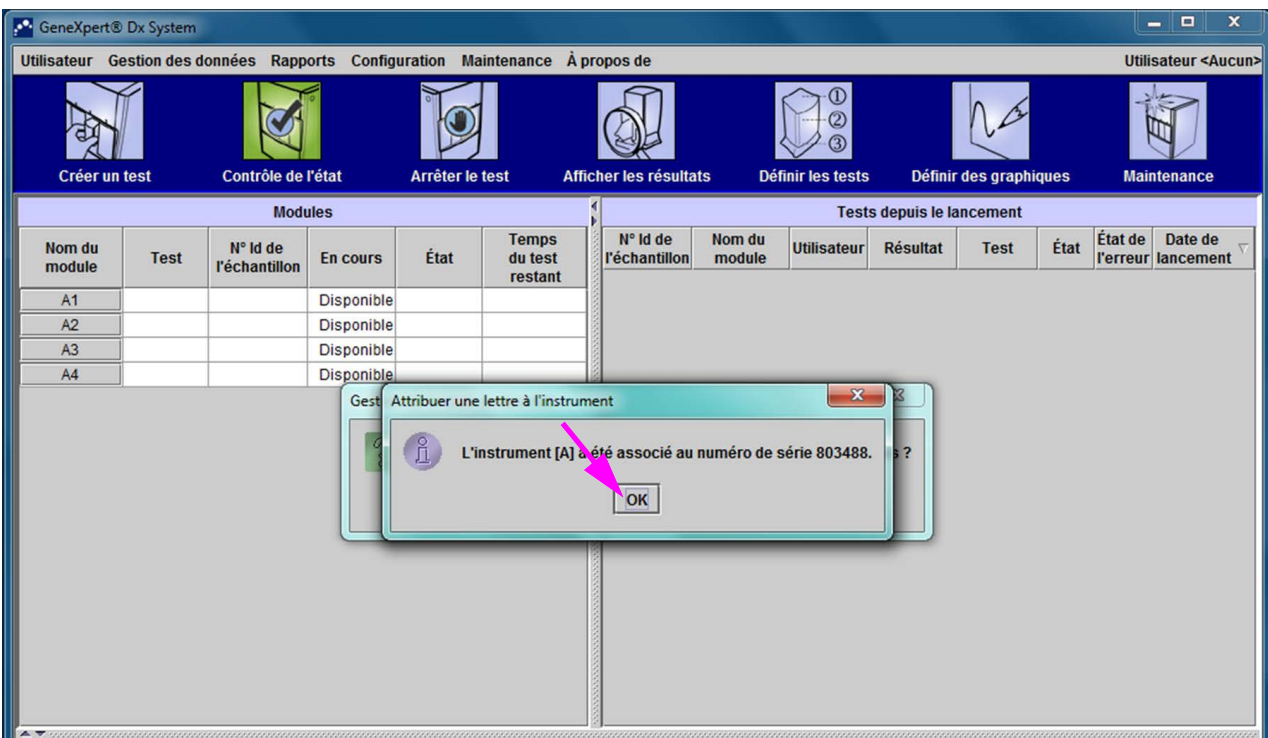 GeneXpert® Dx System
Utilisateur Gestion des données Rapports Configuration Maintenance À propos de Utilisateur <Aucun>
Créer un test Contrôle de l'état Arrêter le test Afficher les résultats Définir les tests Définir des graphiques Maintenance
Modules
Nom du module Test N° Id de l'échantillon En cours État Temps du test restant
A1 Disponible
A2 Disponible
A3 Disponible
A4 Disponible
Tests depuis le lancement
N° Id de l'échantillon Nom du module Utilisateur Résultat Test État État de l'erreur Date de lancement
Gest
Attribuer une lettre à l'instrument
L'instrument [A] a été associé au numéro de série 803488.
s ?
OK